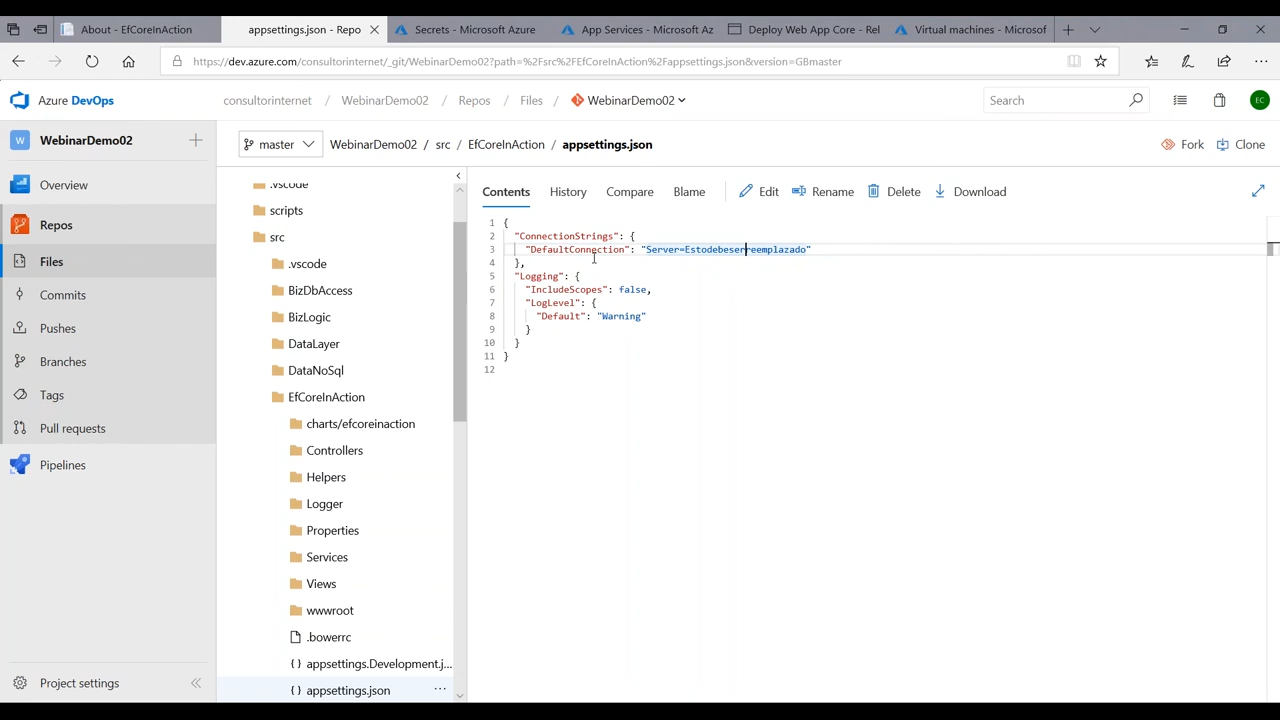 About - EfCoreInAction
appsettings.json - Repo
Secrets - Microsoft Azure
App Services - Microsoft Az
Deploy Web App Core - Rel
Virtual machines - Microsof
https://dev.azure.com/consultorinternet/_git/WebinarDemo02?path=%2Fsrc%2FEfCoreInAction%2Fappsettings.json&version=GBmaster
Azure DevOps
consultorinternet / WebinarDemo02 / Repos / Files / WebinarDemo02
Search
EC
W WebinarDemo02
master
WebinarDemo02 / src / EfCoreInAction / appsettings.json
Fork
Clone
Overview
Repos
Files
Commits
Pushes
Branches
Tags
Pull requests
Pipelines
Project settings
.vscode
scripts
src
.vscode
BizDbAccess
BizLogic
DataLayer
DataNoSql
EfCoreInAction
charts/efcoreinaction
Controllers
Helpers
Logger
Properties
Services
Views
wwwroot
.bowerrc
{} appsettings.Development.j...
{} appsettings.json ...
Contents History Compare Blame Edit Rename Delete Download
1 {
2 "ConnectionStrings": {
3 "DefaultConnection": "Server=Estodebeserreemplazado"
4 },
5 "Logging": {
6 "IncludeScopes": false,
7 "LogLevel": {
8 "Default": "Warning"
9 }
10 }
11 }
12